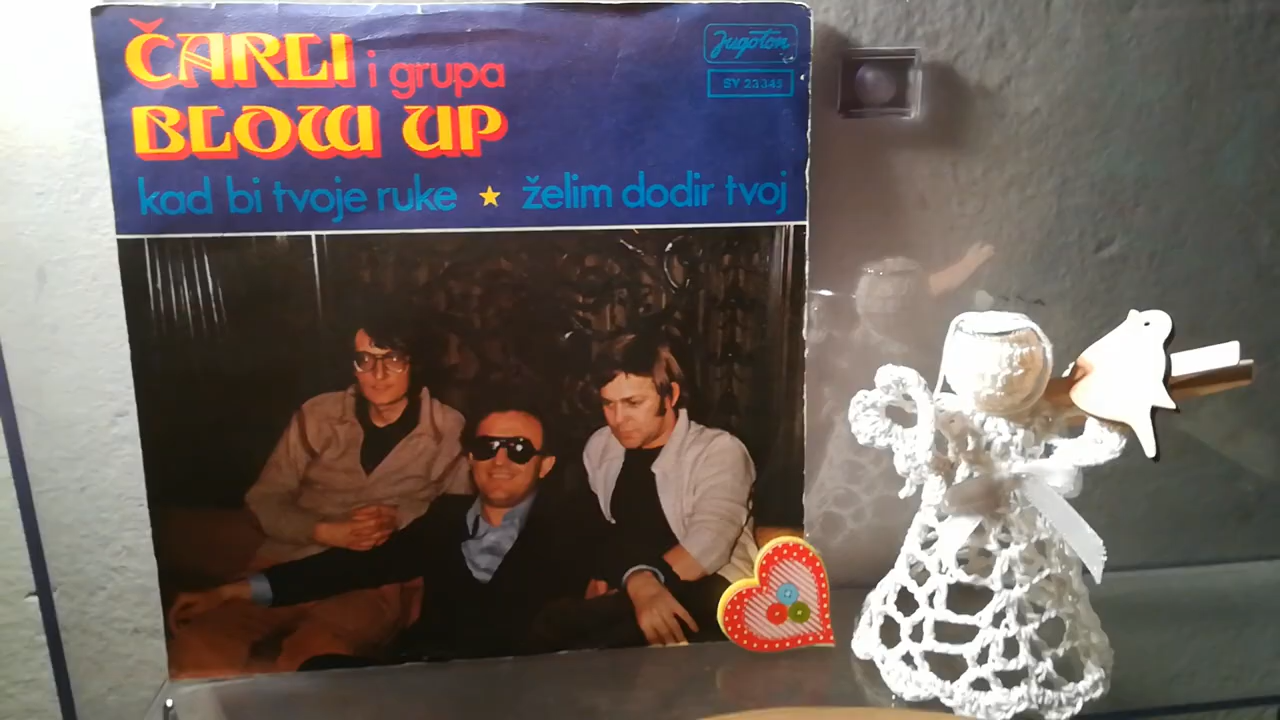 ČARLI i grupa
BLOW UP
kad bi tvoje ruke ★ želim dodir tvoj
Jugoton
SY 23345